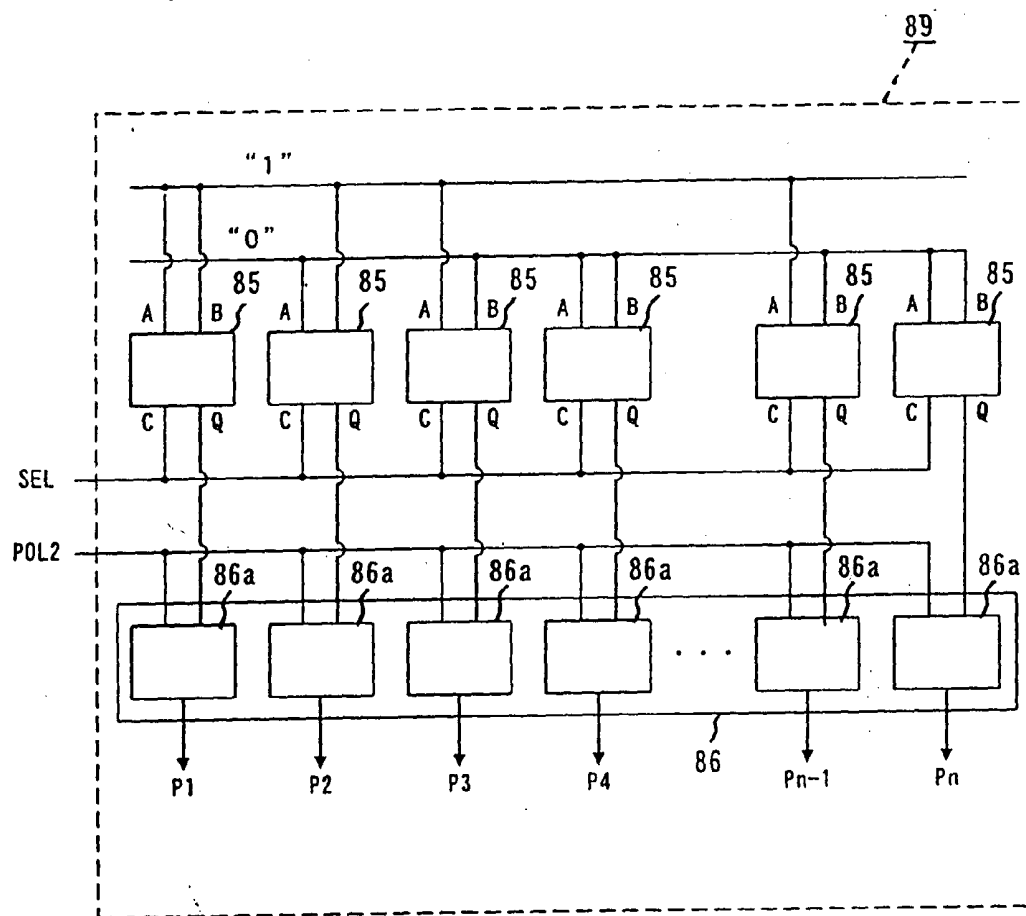 89
"1"
"0"
A B 85 A 85 A B 85 A B 85 A B 85 A B 85
C Q C Q C Q C Q C Q C Q
SEL
POL2
86a 86a 86a 86a 86a 86a
. . .
86
P1 P2 P3 P4 Pn-1 Pn